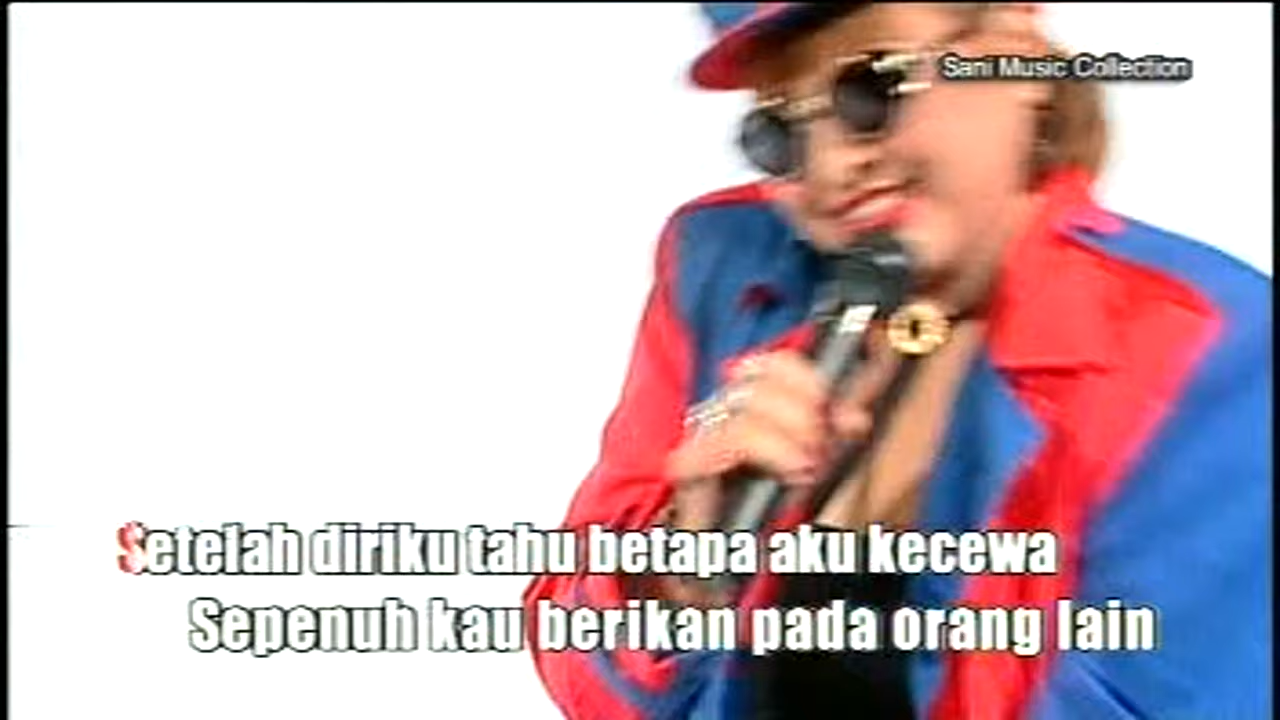 Sani Music Collection
Setelah diriku tahu betapa aku kecewa
Sepenuh kau berikan pada orang lain